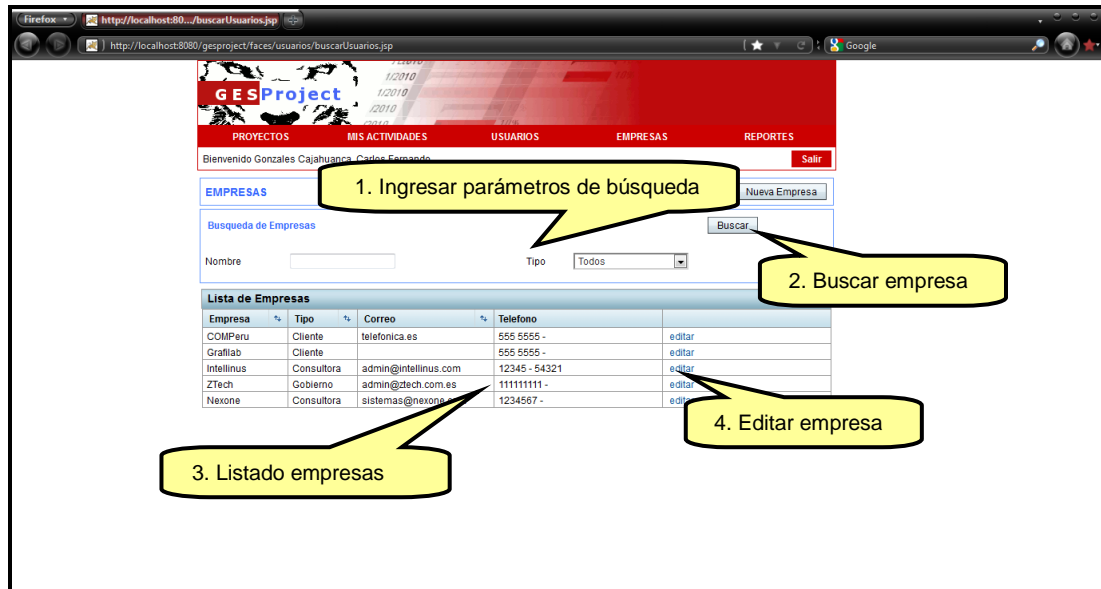 Firefox
http://localhost:80.../buscarUsuarios.jsp
http://localhost:8080/gesproject/faces/usuarios/buscarUsuarios.jsp
Google
1/2010
1/2010
/2010
GESProject
PROYECTOS MIS ACTIVIDADES USUARIOS EMPRESAS REPORTES
Bienvenido Gonzales Cajahuanca, Carlos Fernando
Salir
EMPRESAS
1. Ingresar parámetros de búsqueda
Nueva Empresa
Busqueda de Empresas
Buscar
Nombre
Tipo
Todos
2. Buscar empresa
Lista de Empresas
Empresa Tipo Correo Telefono
COMPeru Cliente telefonica.es 555 5555 - editar
Grafilab Cliente 555 5555 - editar
Intellinus Consultora admin@intellinus.com 12345 - 54321 editar
ZTech Gobierno admin@ztech.com.es 111111111 - editar
Nexone Consultora sistemas@nexone 1234567 - editar
4. Editar empresa
3. Listado empresas